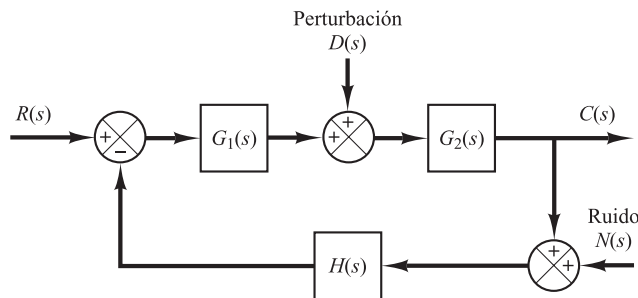 Perturbación
D(s)
R(s)
+
−
G₁(s)
+
+
G₂(s)
C(s)
Ruido
N(s)
+
+
H(s)